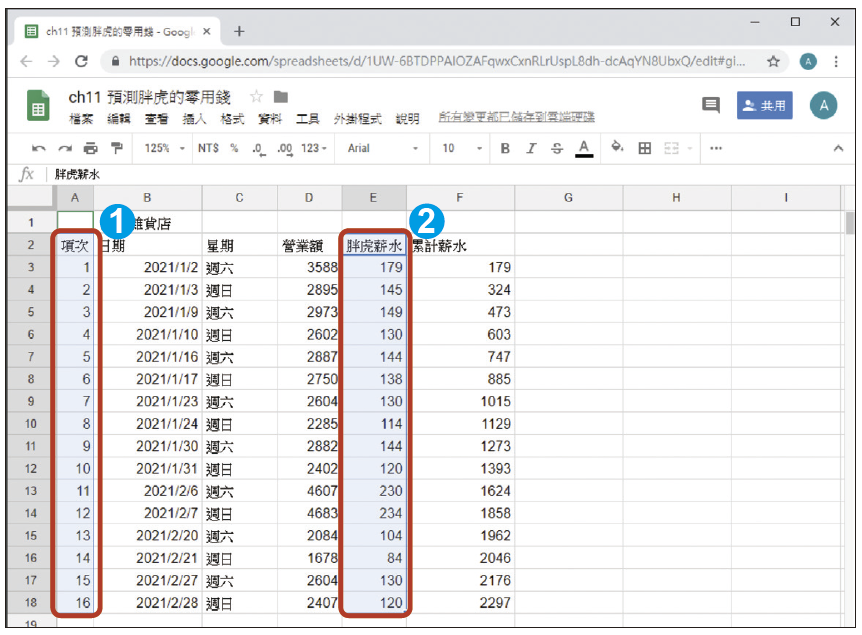 ch11 預測胖虎的零用錢 - Googl × +
https://docs.google.com/spreadsheets/d/1UW-6BTDPPAIOZAFqwxCxnRLrUspL8dh-dcAqYN8UbxQ/edit#gl... A
ch11 預測胖虎的零用錢 共用 A
檔案 編輯 查看 插入 格式 資料 工具 外掛程式 說明 所有變更都已儲存到雲端硬碟
125% NT$ % .0 .00 123 Arial 10 B I S A ...
fx 胖虎薪水
A B C D E F G H I
1 1 雜貨店 2
2 項次 日期 星期 營業額 胖虎薪水 累計薪水
3 1 2021/1/2 週六 3588 179 179
4 2 2021/1/3 週日 2895 145 324
5 3 2021/1/9 週六 2973 149 473
6 4 2021/1/10 週日 2602 130 603
7 5 2021/1/16 週六 2887 144 747
8 6 2021/1/17 週日 2750 138 885
9 7 2021/1/23 週六 2604 130 1015
10 8 2021/1/24 週日 2285 114 1129
11 9 2021/1/30 週六 2882 144 1273
12 10 2021/1/31 週日 2402 120 1393
13 11 2021/2/6 週六 4607 230 1624
14 12 2021/2/7 週日 4683 234 1858
15 13 2021/2/20 週六 2084 104 1962
16 14 2021/2/21 週日 1678 84 2046
17 15 2021/2/27 週六 2604 130 2176
18 16 2021/2/28 週日 2407 120 2297
19